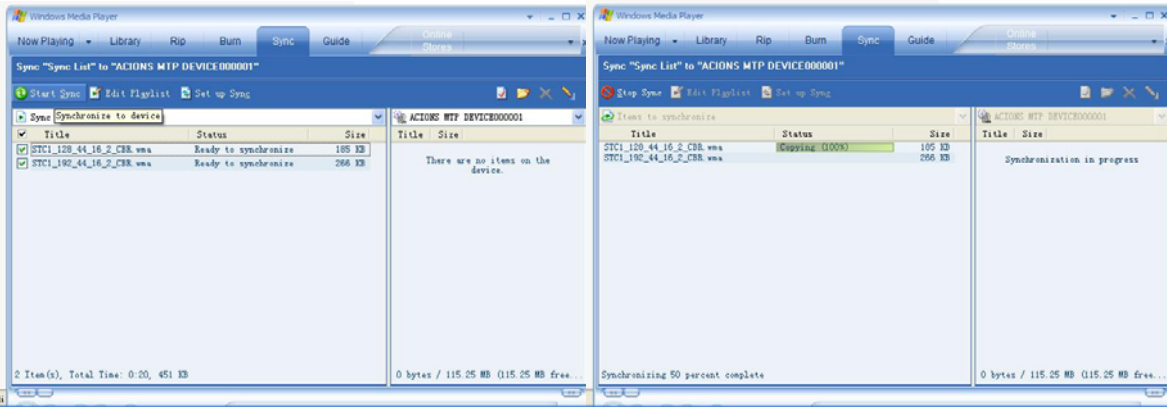 Windows Media Player
Now Playing Library Rip Burn Sync Guide Online Stores
Sync "Sync List" to "ACIONS MTP DEVICE000001"
Start Sync Edit Playlist Set up Sync
Sync Synchronize to device ACIONS MTP DEVICE000001
Title Status Size Title Size
STC1_128_44_16_2_CBR.wma Ready to synchronize 185 KB
STC1_192_44_16_2_CBR.wma Ready to synchronize 266 KB
There are no items on the
device.
2 Item(s), Total Time: 0:20, 451 KB 0 bytes / 115.25 MB (115.25 MB free...
Windows Media Player
Now Playing Library Rip Burn Sync Guide Online Stores
Sync "Sync List" to "ACIONS MTP DEVICE000001"
Stop Sync Edit Playlist Set up Sync
Items to synchronize ACIONS MTP DEVICE000001
Title Status Size Title Size
STC1_128_44_16_2_CBR.wma Copying (100%) 185 KB
STC1_192_44_16_2_CBR.wma 266 KB
Synchronization in progress
Synchronizing 50 percent complete 0 bytes / 115.25 MB (115.25 MB free...